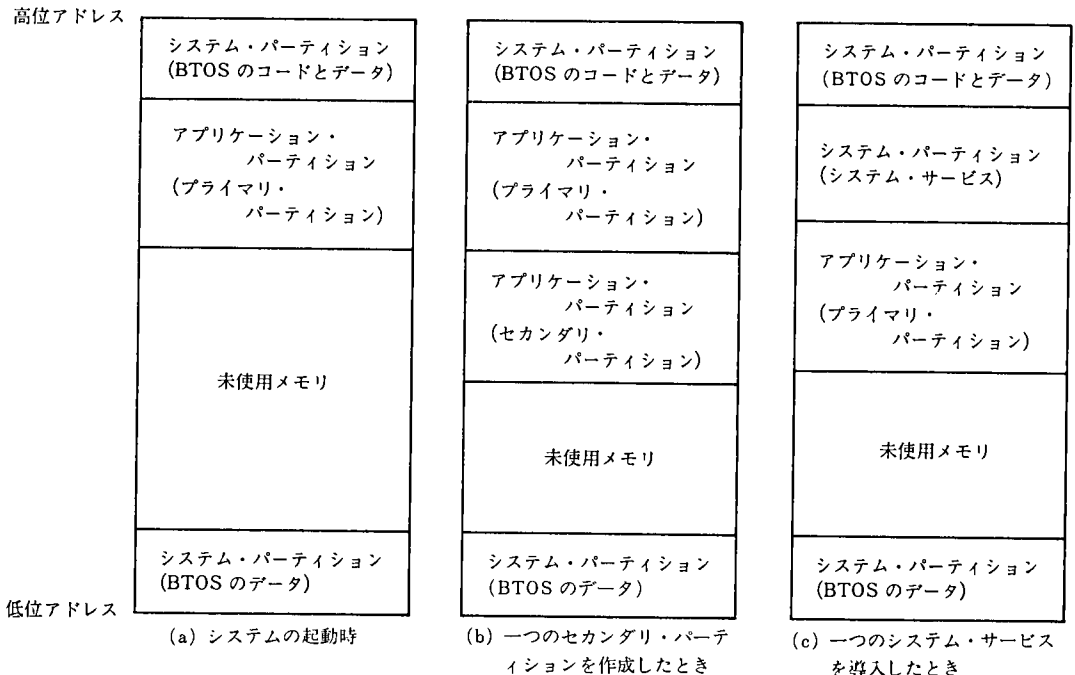 高位アドレス
システム・パーティション
(BTOS のコードとデータ)
アプリケーション・
パーティション
(プライマリ・
パーティション)
未使用メモリ
システム・パーティション
(BTOS のデータ)
低位アドレス
(a) システムの起動時
システム・パーティション
(BTOS のコードとデータ)
アプリケーション・
パーティション
(プライマリ・
パーティション)
アプリケーション・
パーティション
(セカンダリ・
パーティション)
未使用メモリ
システム・パーティション
(BTOS のデータ)
(b) 一つのセカンダリ・パーテ
ィションを作成したとき
システム・パーティション
(BTOS のコードとデータ)
システム・パーティション
(システム・サービス)
アプリケーション・
パーティション
(プライマリ・
パーティション)
未使用メモリ
システム・パーティション
(BTOS のデータ)
(c) 一つのシステム・サービス
を導入したとき